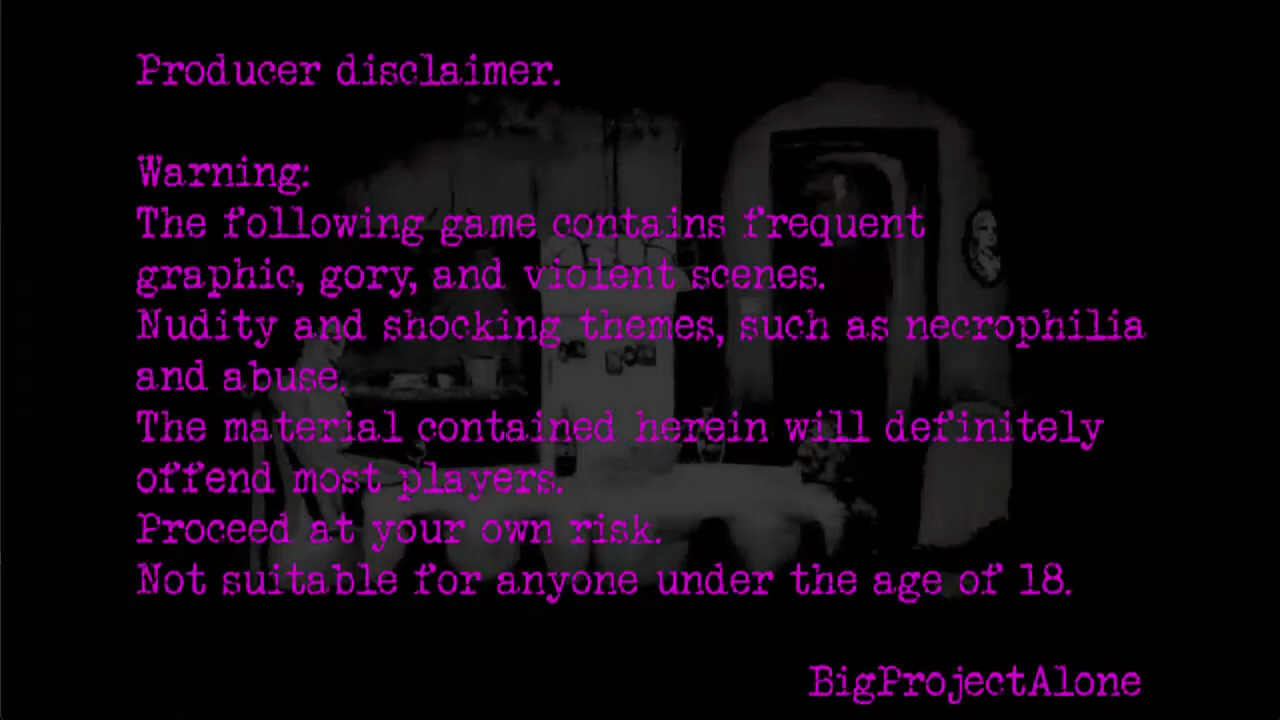 Producer disclaimer.
Warning:
The following game contains frequent
graphic, gory, and violent scenes.
Nudity and shocking themes, such as necrophilia
and abuse.
The material contained herein will definitely
offend most players.
Proceed at your own risk.
Not suitable for anyone under the age of 18.
BigProjectAlone